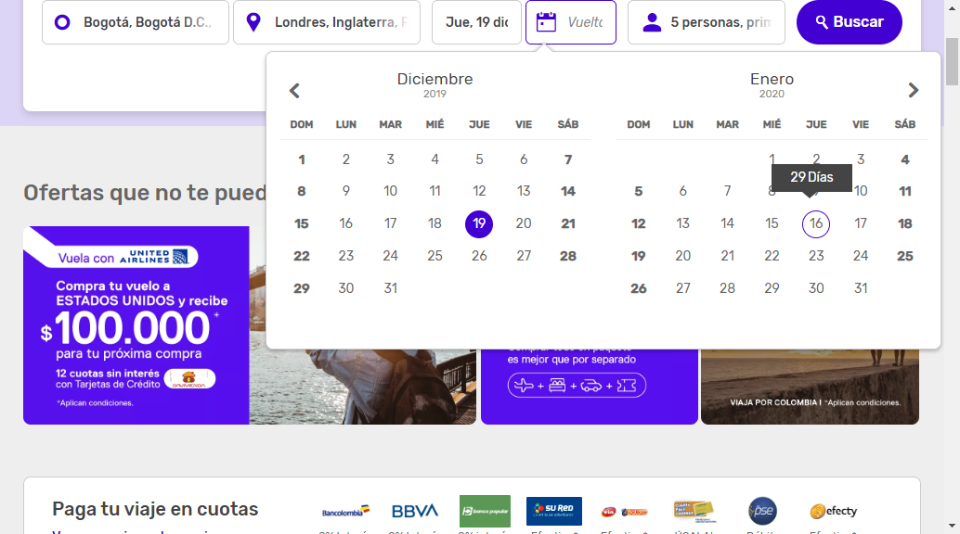 Bogotá, Bogotá D.C.,
Londres, Inglaterra,
Jue, 19 dic
Vuelta
5 personas, prim
Buscar
Diciembre
2019
DOM LUN MAR MIÉ JUE VIE SÁB
1 2 3 4 5 6 7
8 9 10 11 12 13 14
15 16 17 18 19 20 21
22 23 24 25 26 27 28
29 30 31
Enero
2020
DOM LUN MAR MIÉ JUE VIE SÁB
1 2 3 4
29 Días
5 6 7 8 9 10 11
12 13 14 15 16 17 18
19 20 21 22 23 24 25
26 27 28 29 30 31
Ofertas que no te pued
Vuela con UNITED AIRLINES
Compra tu vuelo a
ESTADOS UNIDOS y recibe
$100.000*
para tu próxima compra
12 cuotas sin interés
con Tarjetas de Crédito
DAVIVIENDA
*Aplican condiciones.
es mejor que por separado
VIAJA POR COLOMBIA | *Aplican condiciones.
Paga tu viaje en cuotas
Bancolombia
BBVA
banco popular
su Red
via
pse
efecty